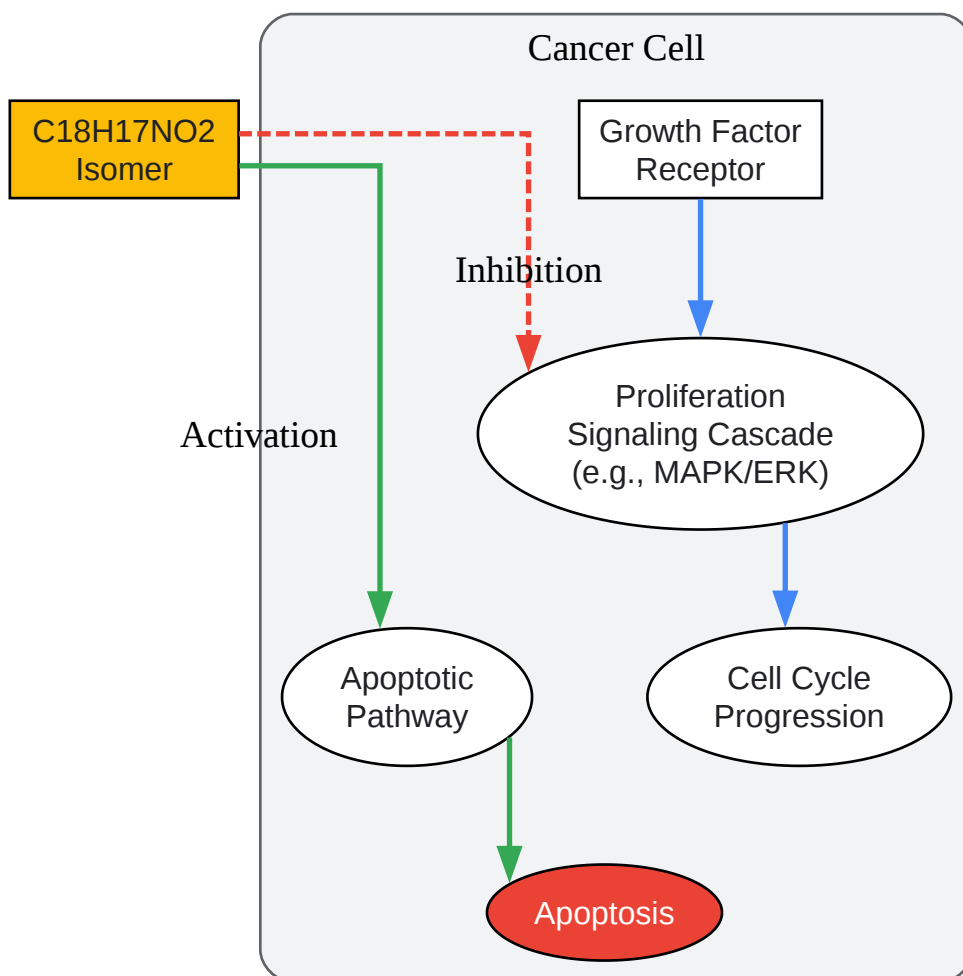 Cancer Cell
C18H17NO2
Isomer
Growth Factor
Receptor
Inhibition
Proliferation
Signaling Cascade
(e.g., MAPK/ERK)
Activation
Apoptotic
Pathway
Cell Cycle
Progression
Apoptosis